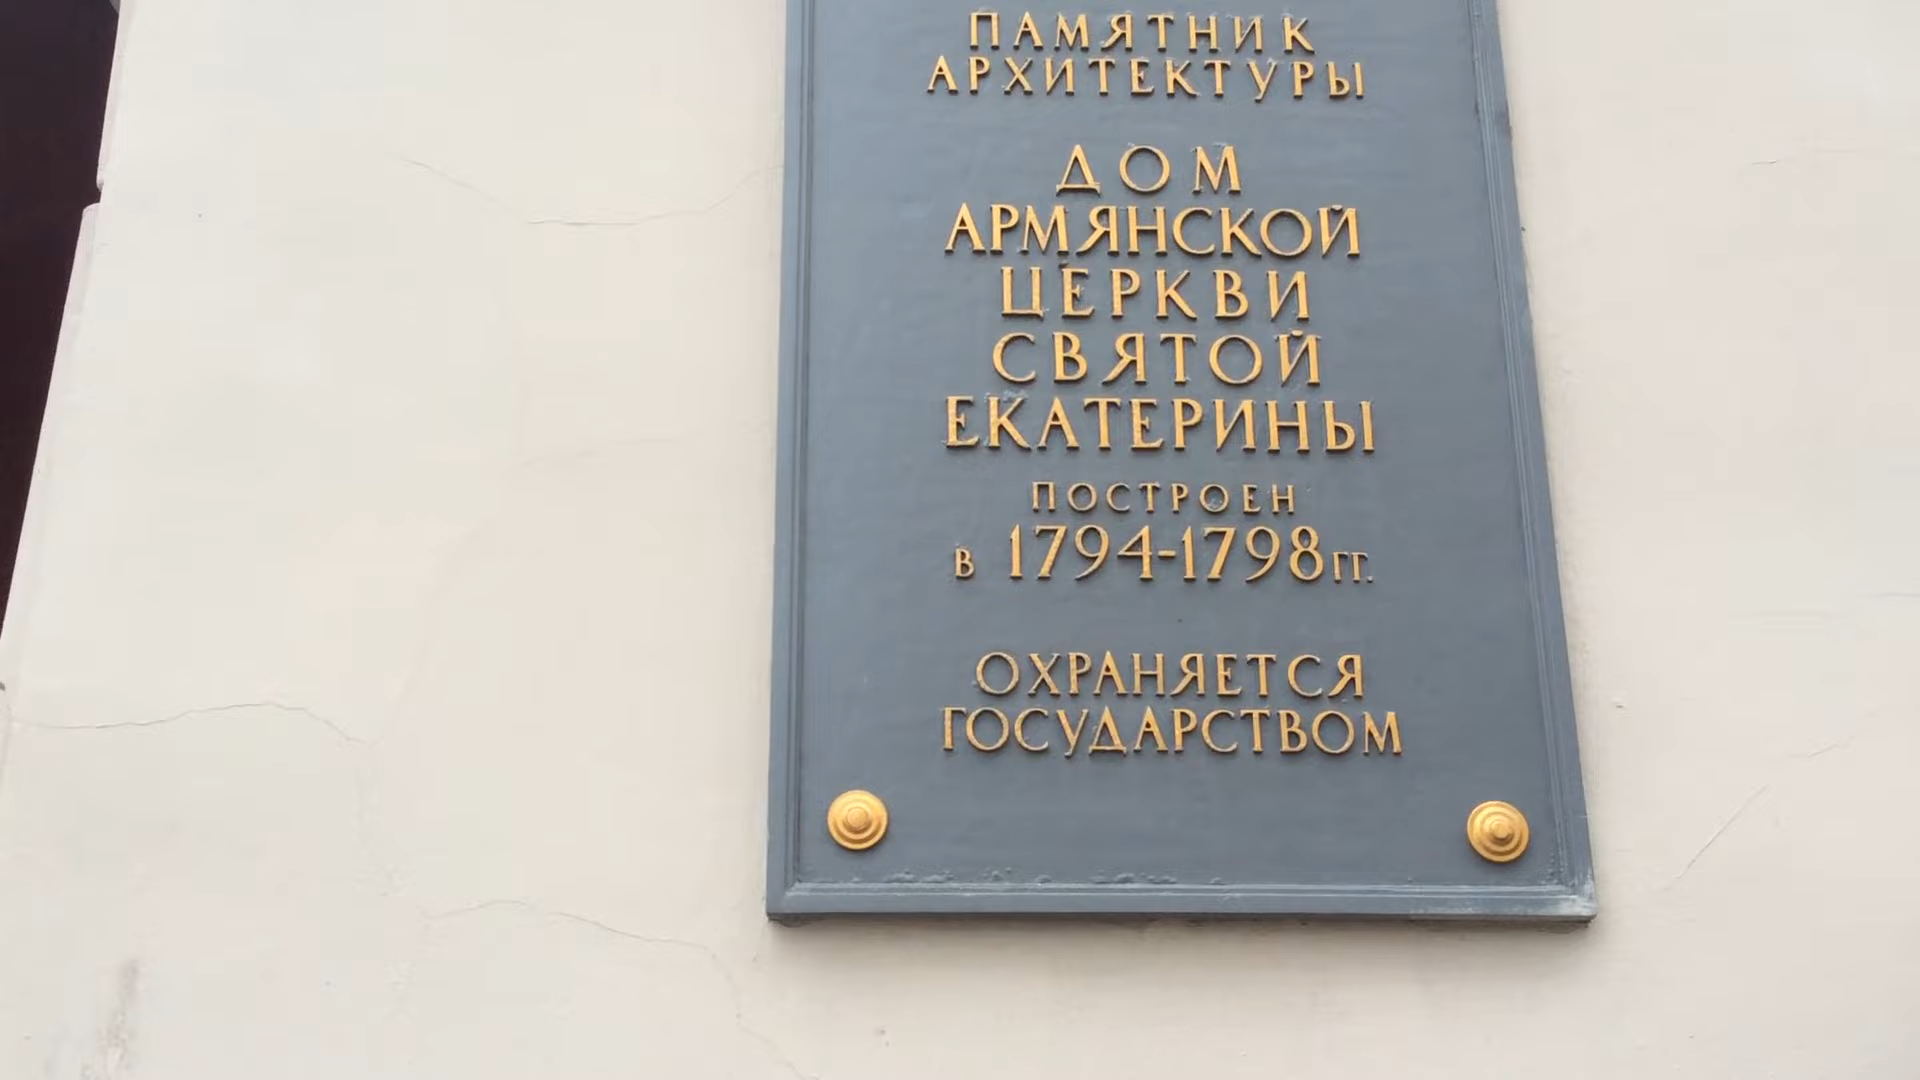 ПАМЯТНИК
АРХИТЕКТУРЫ
ДОМ
АРМЯНСКОЙ
ЦЕРКВИ
СВЯТОЙ
ЕКАТЕРИНЫ
ПОСТРОЕН
В 1794-1798 ГГ.
ОХРАНЯЕТСЯ
ГОСУДАРСТВОМ